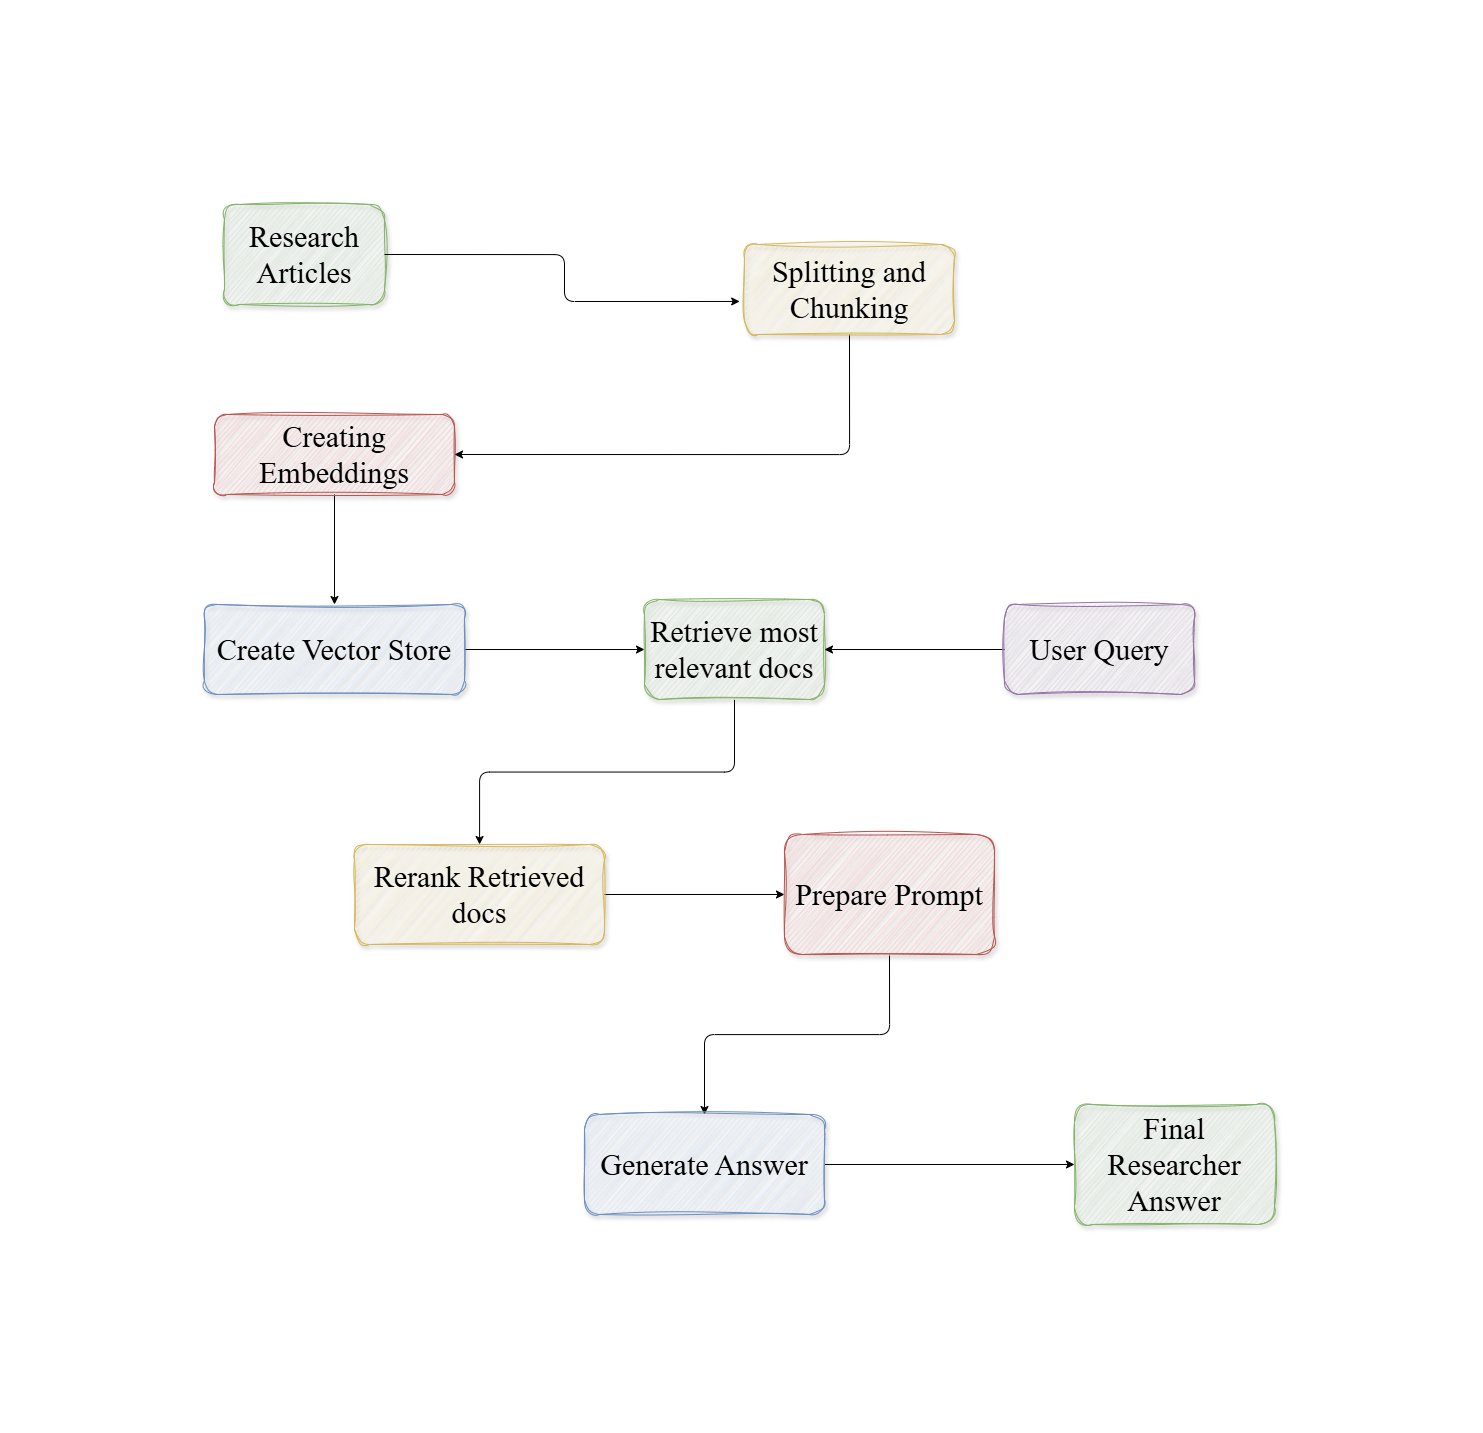 Research
Articles
Splitting and
Chunking
Creating
Embeddings
Create Vector Store
Retrieve most
relevant docs
User Query
Rerank Retrieved
docs
Prepare Prompt
Generate Answer
Final
Researcher
Answer